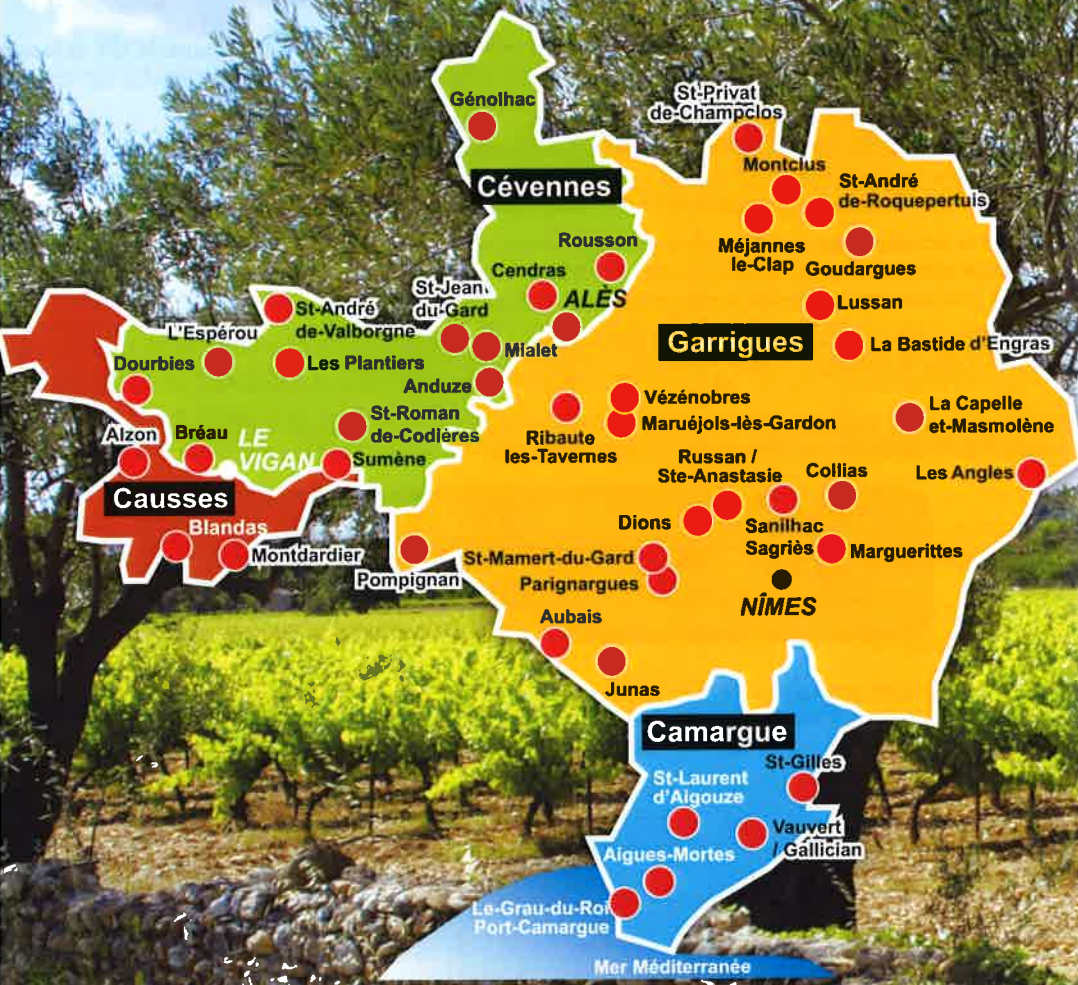 Génolhac
St-Privat
de-Champclos
Montclus
Cévennes
St-André
de-Roquepertuis
Rousson
Méjannes
le-Clap
Goudargues
Cendras
St-Jean
du-Gard
ALÈS
Lussan
St-André
de-Valborgne
L'Espérou
Garrigues
La Bastide d'Engras
Dourbies
Les Plantiers
Mialet
Anduze
Vézénobres
Maruéjols-lès-Gardon
La Capelle
et-Masmolène
St-Roman
de-Codlères
Ribaute
les-Tavernes
Alzon
Bréau
LE
VIGAN
Sumène
Russan /
Ste-Anastasie
Collias
Les Angles
Causses
Blandas
Montdardier
Dions
Sanilhac
Sagriès
Marguerittes
Pompignan
St-Mamert-du-Gard
Parignargues
NÎMES
Aubais
Junas
Camargue
St-Gilles
St-Laurent
d'Aigouze
Vauvert
/ Gallician
Aigues-Mortes
Le-Grau-du-Roi
Port-Camargue
Mer Méditerranée